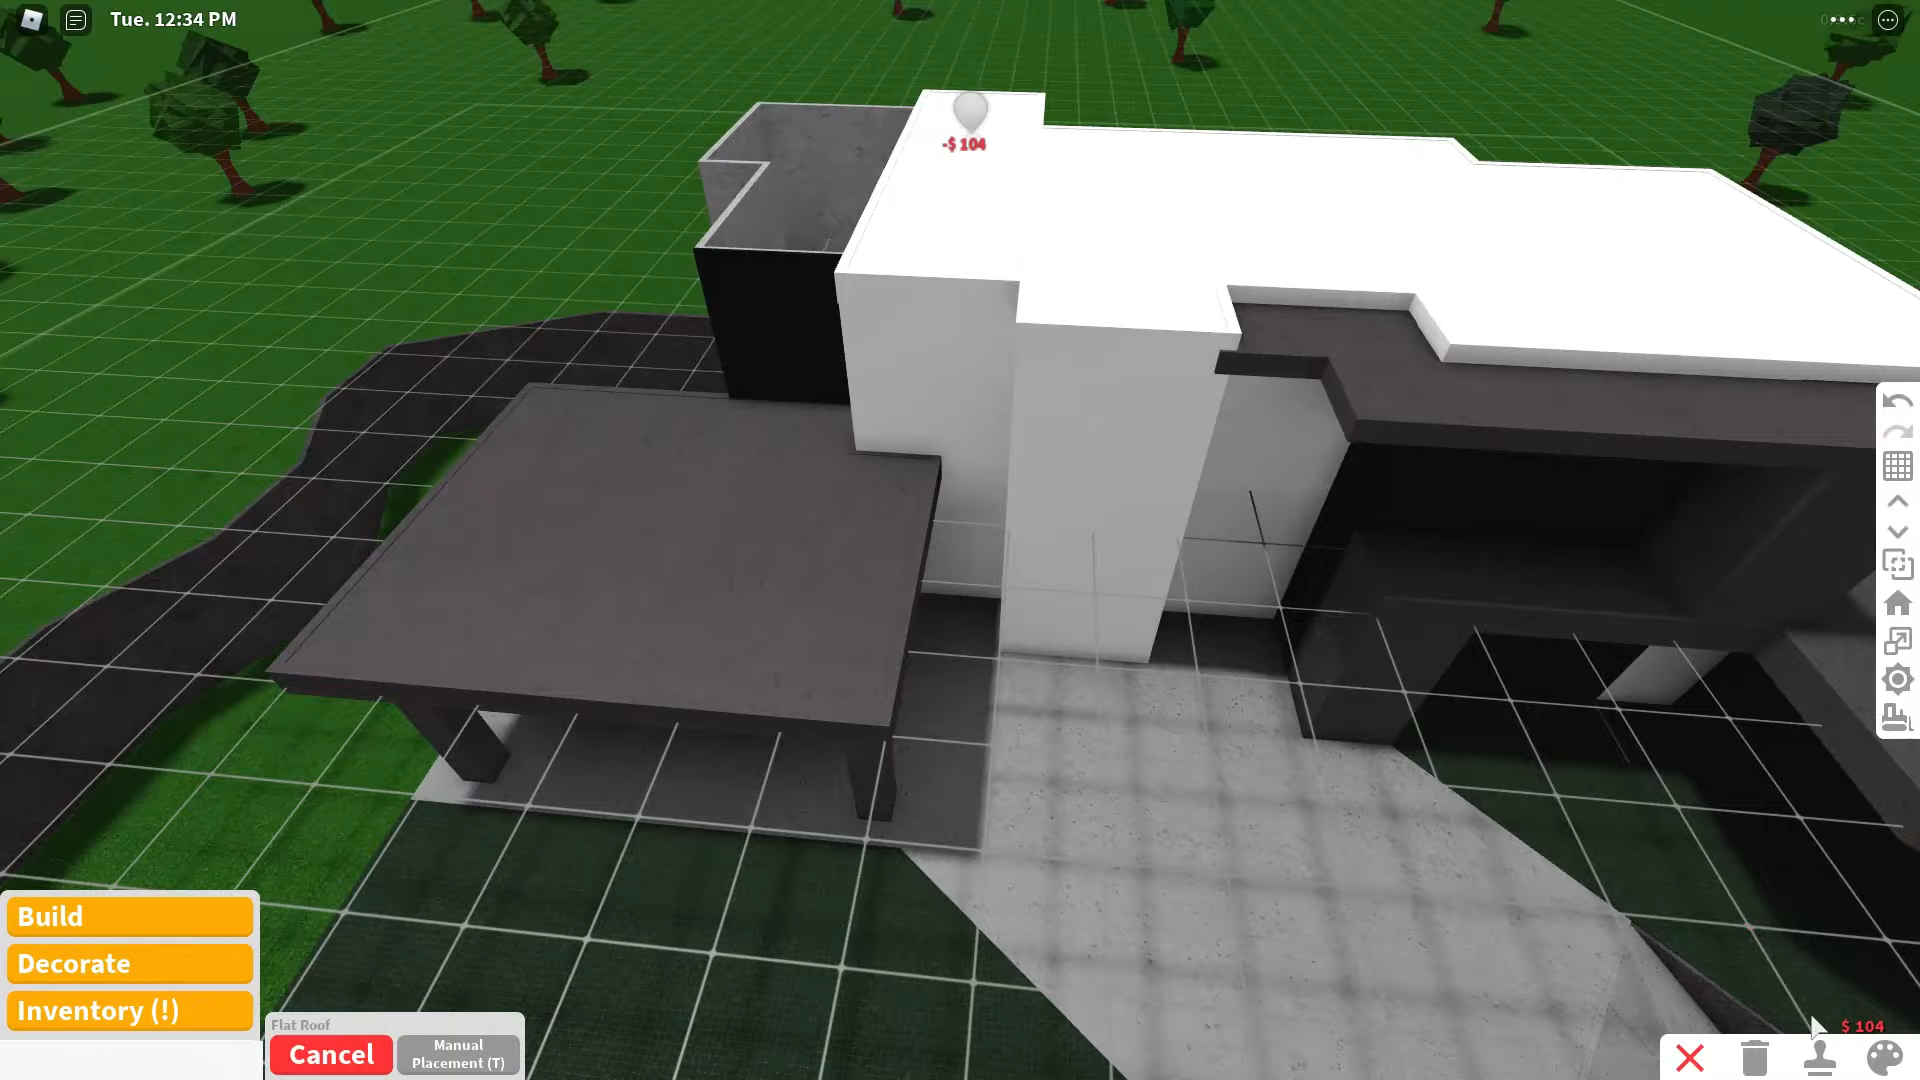 Tue. 12:34 PM
-$ 104
Build
Decorate
Inventory (!)
Flat Roof
Cancel
Manual
Placement (T)
$ 104